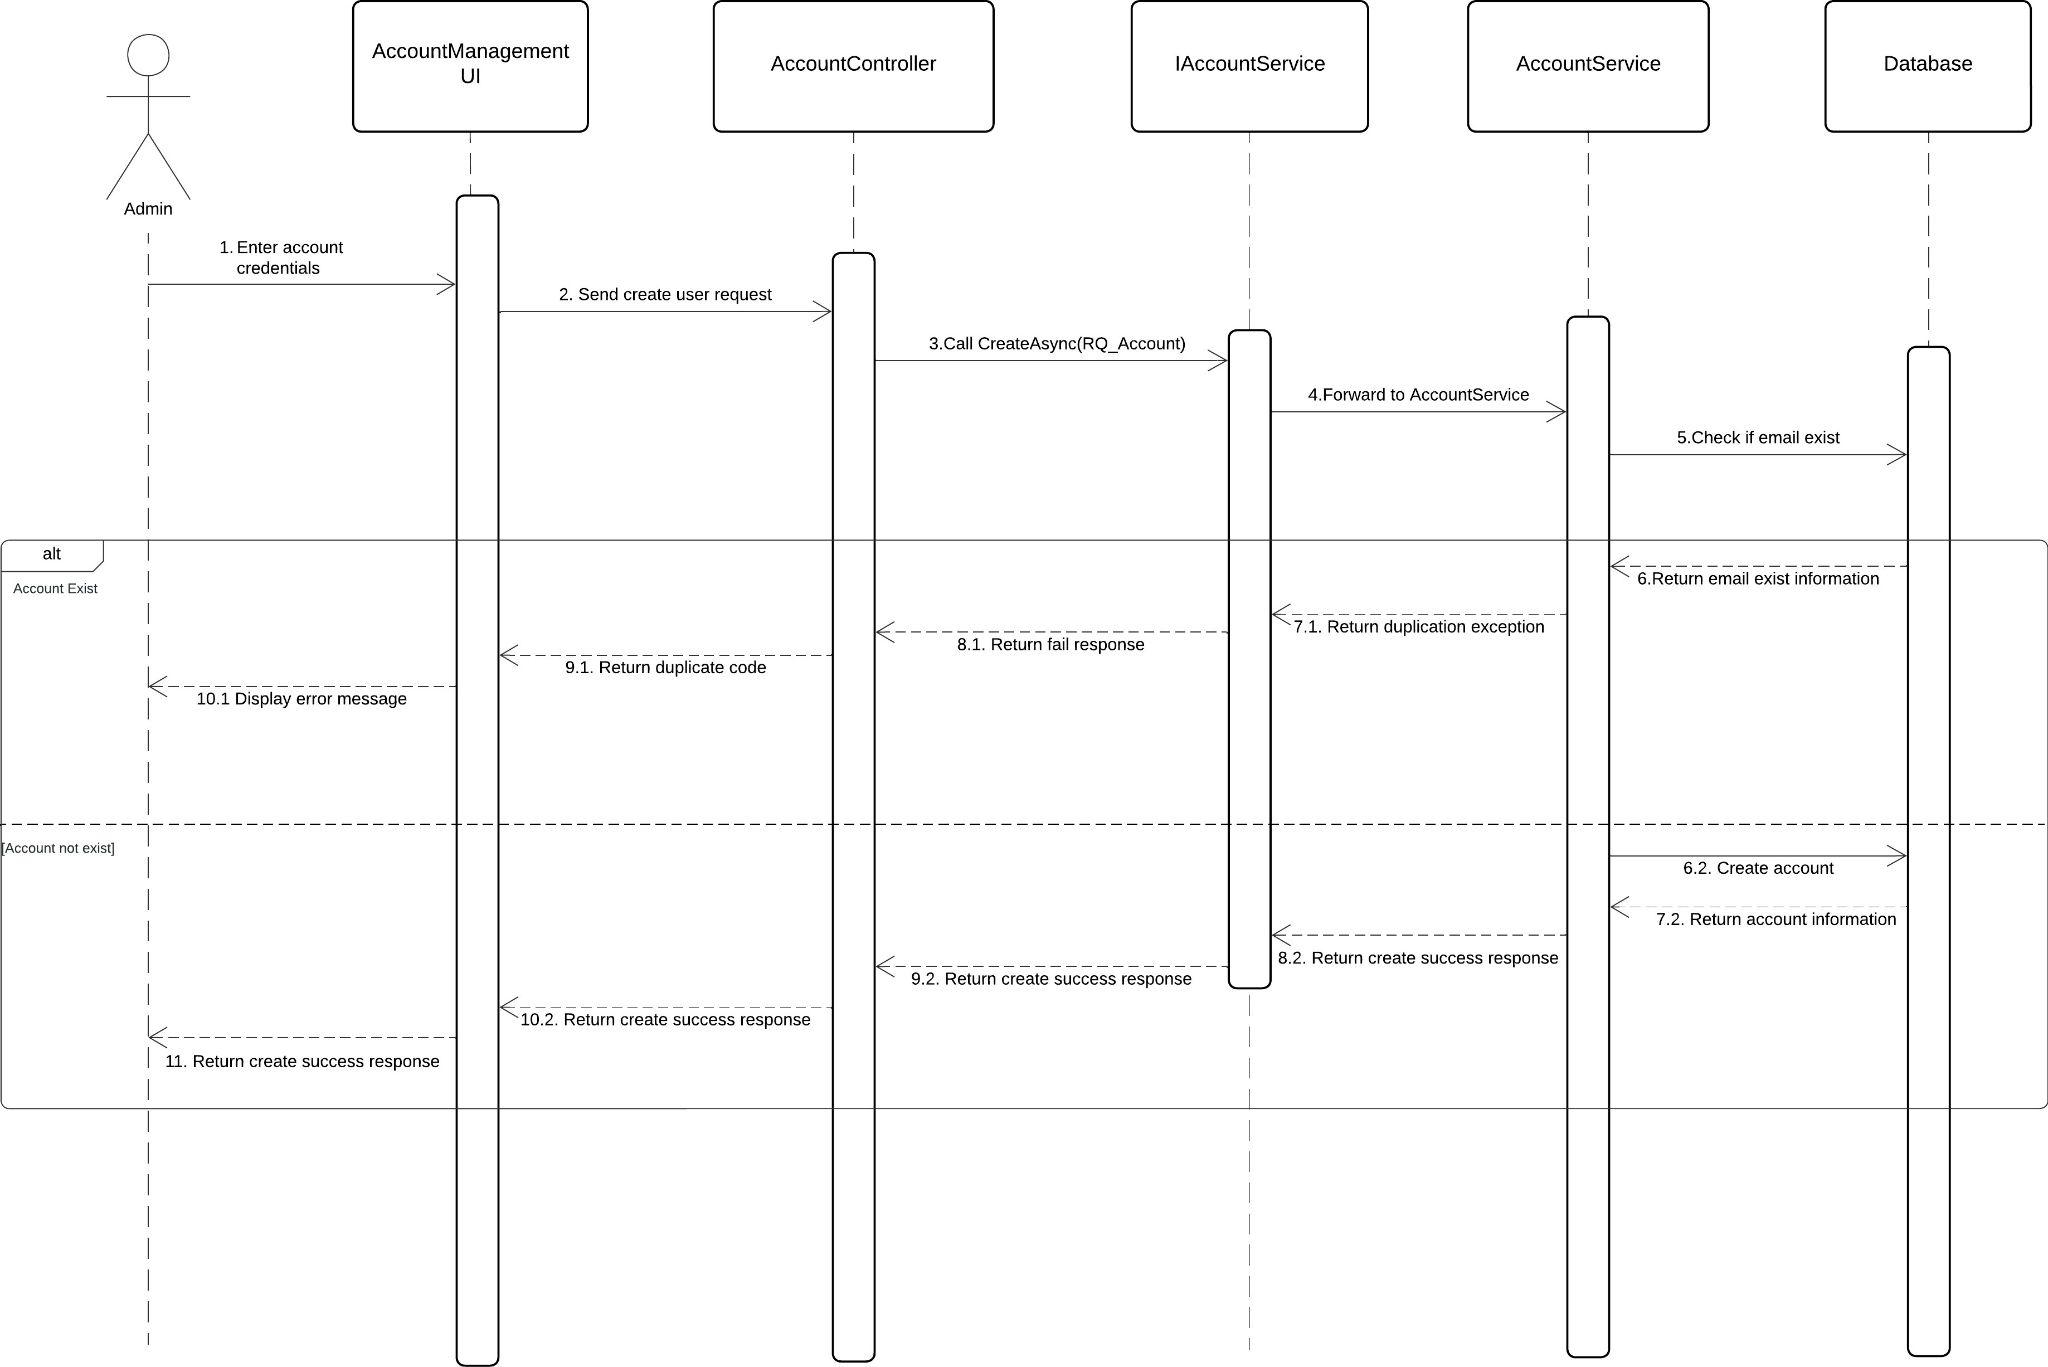 AccountManagement
UI
AccountController
IAccountService
AccountService
Database
Admin
1. Enter account
credentials
2. Send create user request
3.Call CreateAsync(RQ_Account)
4.Forward to AccountService
5.Check if email exist
alt
Account Exist
6.Return email exist information
7.1. Return duplication exception
8.1. Return fail response
9.1. Return duplicate code
10.1 Display error message
[Account not exist]
6.2. Create account
7.2. Return account information
8.2. Return create success response
9.2. Return create success response
10.2. Return create success response
11. Return create success response